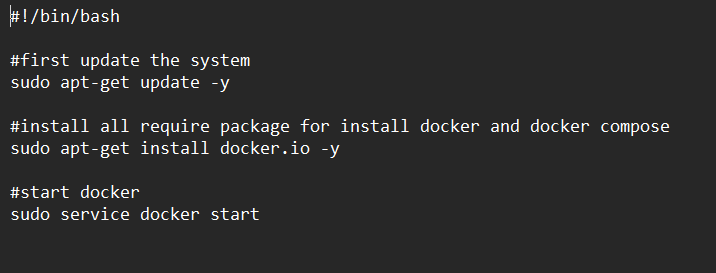 #!/bin/bash
#first update the system
sudo apt-get update -y
#install all require package for install docker and docker compose
sudo apt-get install docker.io -y
#start docker
sudo service docker start